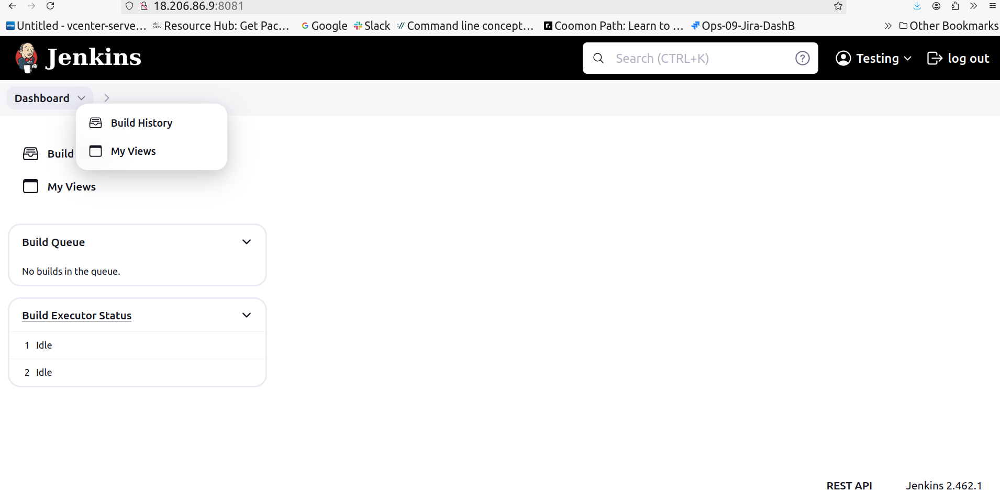 18.206.86.9:8081
Untitled - vcenter-serve... Resource Hub: Get Pac... Google Slack Command line concept... Coomon Path: Learn to ... Ops-09-Jira-DashB Other Bookmarks
Jenkins Search (CTRL+K) Testing log out
Dashboard
Build History
My Views
Build
My Views
Build Queue
No builds in the queue.
Build Executor Status
1 Idle
2 Idle
REST API Jenkins 2.462.1